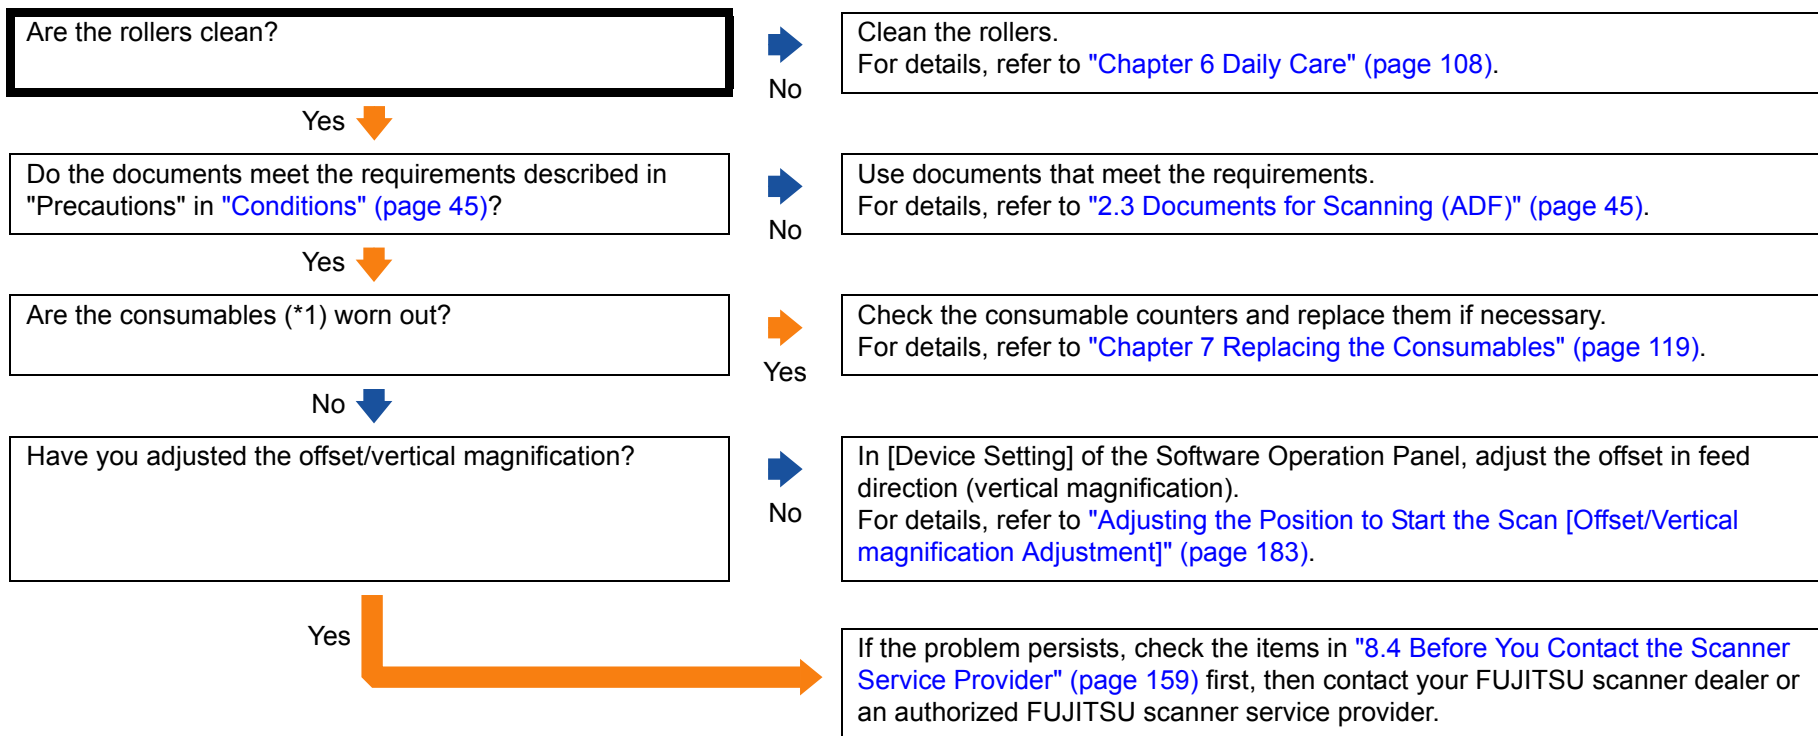 Are the rollers clean?
No
Clean the rollers.
For details, refer to "Chapter 6 Daily Care" (page 108).
Yes
Do the documents meet the requirements described in
"Precautions" in "Conditions" (page 45)?
No
Use documents that meet the requirements.
For details, refer to "2.3 Documents for Scanning (ADF)" (page 45).
Yes
Are the consumables (*1) worn out?
Yes
Check the consumable counters and replace them if necessary.
For details, refer to "Chapter 7 Replacing the Consumables" (page 119).
No
Have you adjusted the offset/vertical magnification?
No
In [Device Setting] of the Software Operation Panel, adjust the offset in feed
direction (vertical magnification).
For details, refer to "Adjusting the Position to Start the Scan [Offset/Vertical
magnification Adjustment]" (page 183).
Yes
If the problem persists, check the items in "8.4 Before You Contact the Scanner
Service Provider" (page 159) first, then contact your FUJITSU scanner dealer or
an authorized FUJITSU scanner service provider.